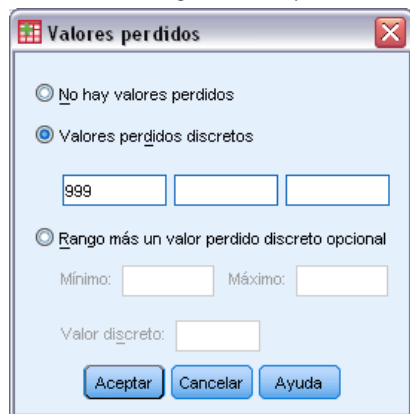 Valores perdidos
No hay valores perdidos
Valores perdidos discretos
999
Rango más un valor perdido discreto opcional
Mínimo: Máximo:
Valor discreto:
Aceptar Cancelar Ayuda